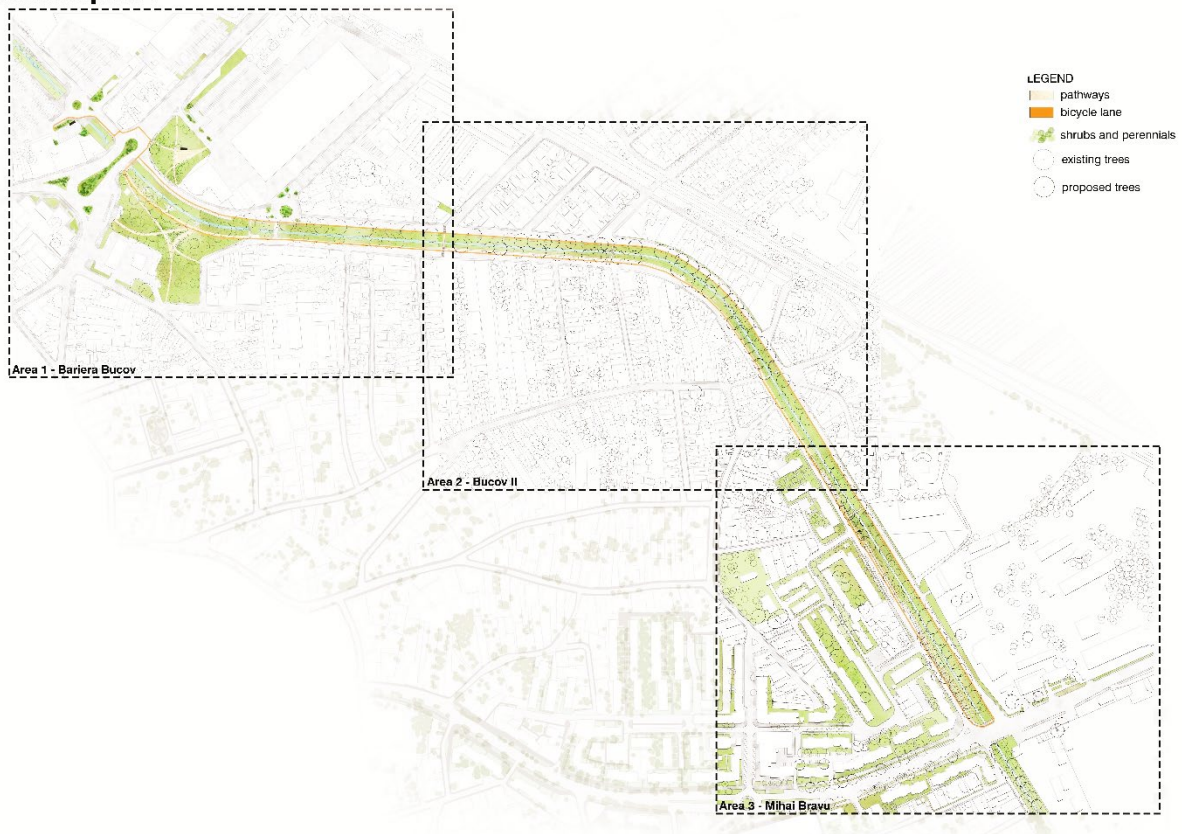 LEGEND
pathways
bicycle lane
shrubs and perennials
existing trees
proposed trees
Area 1 - Bariera Bucov
Area 2 - Bucov II
Area 3 - Mihai Bravu